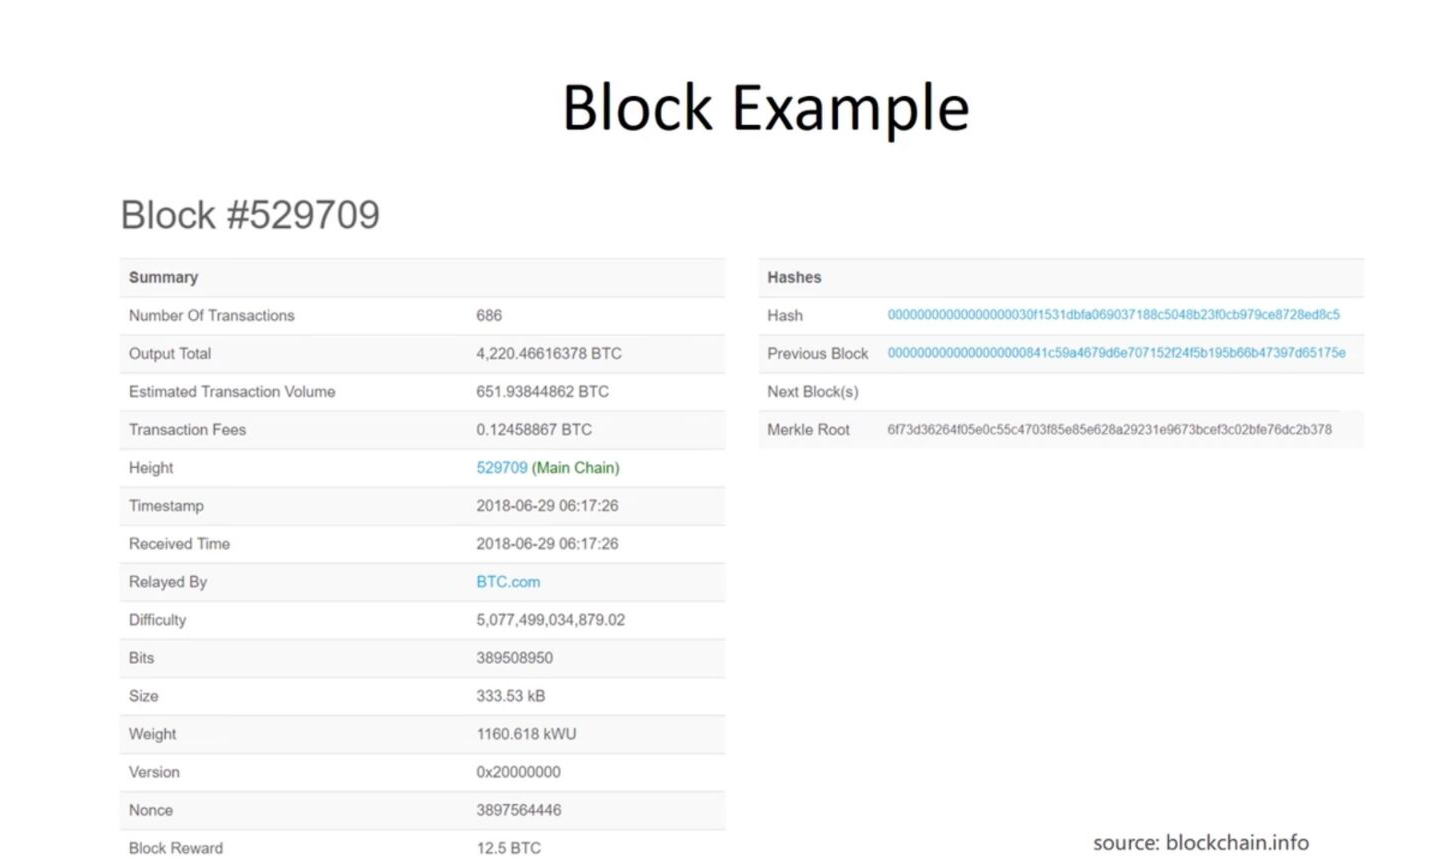 Block Example
Block #529709
Summary
Number Of Transactions 686
Output Total 4,220.46616378 BTC
Estimated Transaction Volume 651.93844862 BTC
Transaction Fees 0.12458867 BTC
Height 529709 (Main Chain)
Timestamp 2018-06-29 06:17:26
Received Time 2018-06-29 06:17:26
Relayed By BTC.com
Difficulty 5,077,499,034,879.02
Bits 389508950
Size 333.53 kB
Weight 1160.618 kWU
Version 0x20000000
Nonce 3897564446
Block Reward 12.5 BTC
Hashes
Hash 00000000000000000030f1531dbfa069037188c5048b23f0cb979ce8728ed8c5
Previous Block 0000000000000000000841c59a4679d6e707152f24f5b195b66b47397d65175e
Next Block(s)
Merkle Root 6f73d36264f05e0c55c4703f85e85e628a29231e9673bcef3c02bfe76dc2b378
source: blockchain.info